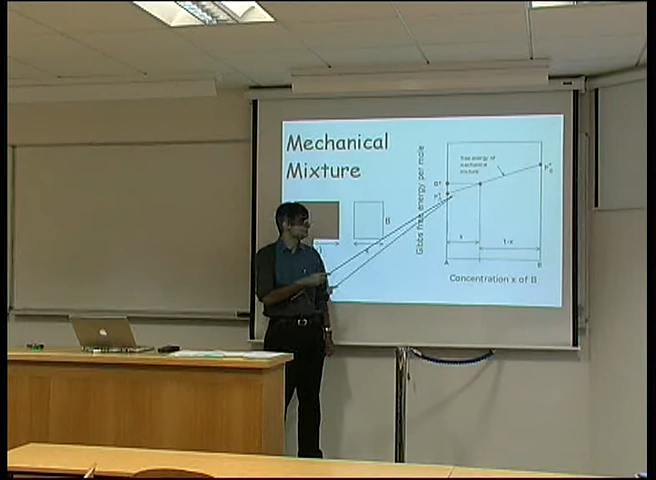 Mechanical
Mixture
Gibbs free energy per mole
free energy of
mechanical
mixture
B
x
1-x
A
B
Concentration x of B